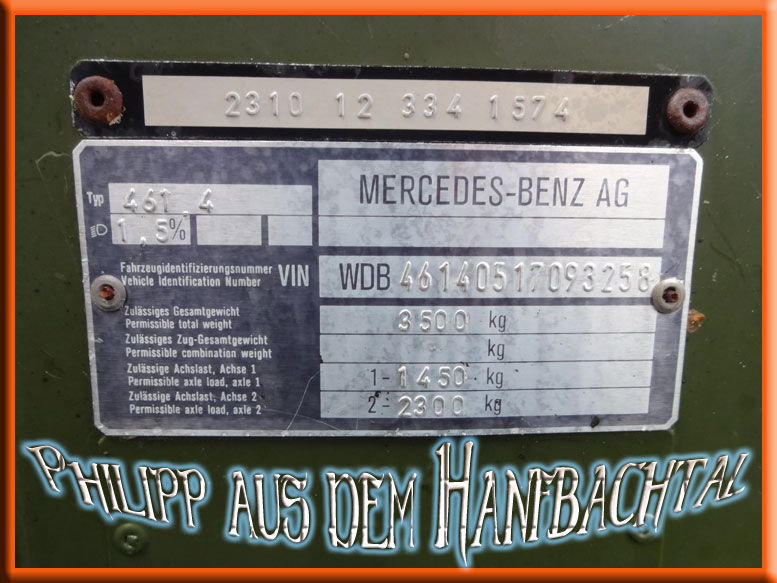 2310 12 334 1574
Typ 461.4
MERCEDES-BENZ AG
1,5%
Fahrzeugidentifizierungsnummer
Vehicle Identification Number
VIN WDB 46140517093258
Zulässiges Gesamtgewicht
Permissible total weight
3500 kg
Zulässiges Zug-Gesamtgewicht
Permissible combination weight
kg
Zulässige Achslast, Achse 1
Permissible axle load, axle 1
1- 1450 kg
Zulässige Achslast, Achse 2
Permissible axle load, axle 2
2- 2300 kg
PHILIPP AUS DEM HANFBACHTAL